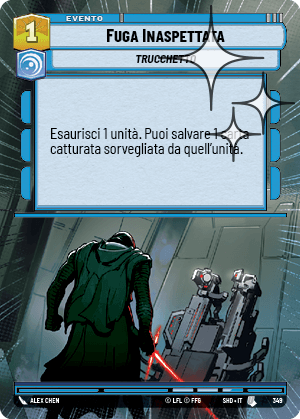 EVENTO
1
FUGA INASPETTATA
TRUCCHETTO
Esaurisci 1 unità. Puoi salvare 1 carta
catturata sorvegliata da quell'unità.
ALEX CHEN
© LFL © FFG
SHD • IT
349